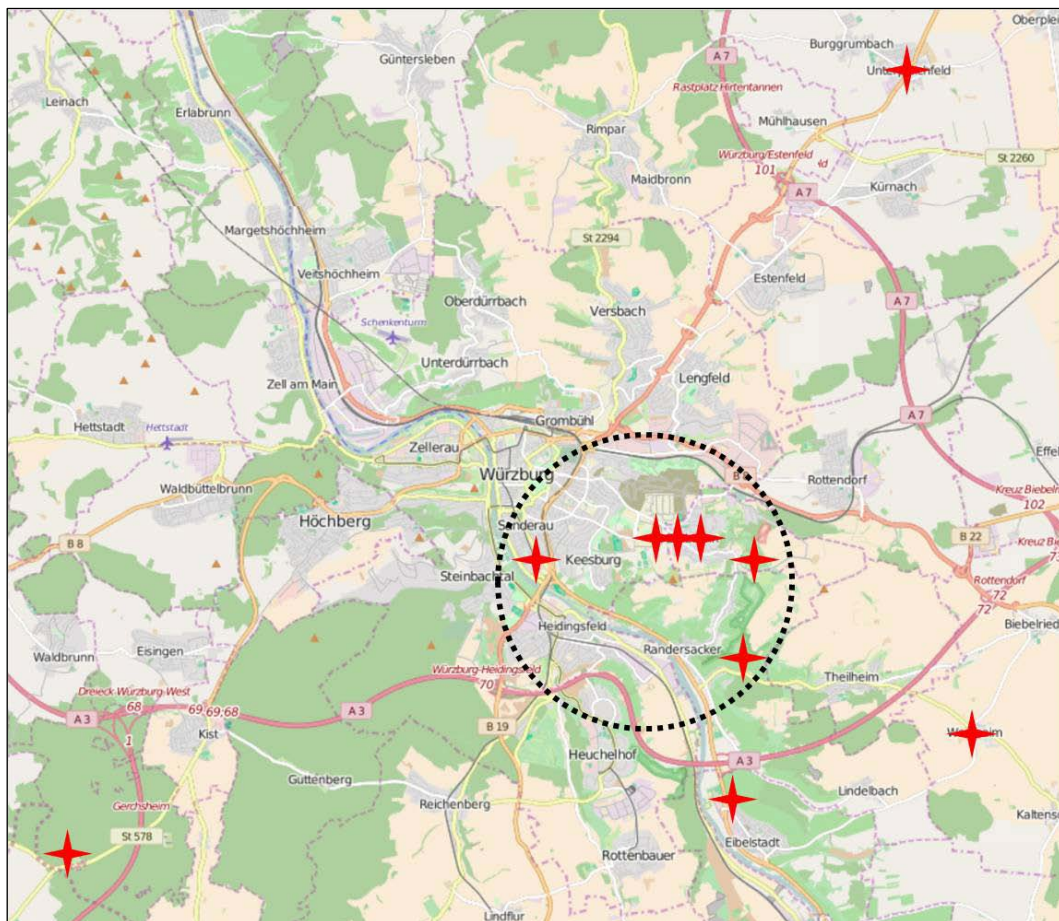 Oberple
Burggrumbach
Güntersleben
A 7
Leinach
Rastplatz Hirtentannen
Erlabrunn
Mühlhausen
Rimpar
Würzburg/Estenfeld
101
St 2260
Maidbronn
Kürnach
A 7
Margetshöchheim
St 2294
Veitshöchheim
Estenfeld
Oberdürrbach
A 7
Versbach
Schenkenturm
Unterdürrbach
Zell am Main
Lengfeld
A 7
Hettstadt
Hettstadt
Grombühl
Zellerau
Würzburg
Effel
Rottendorf
Waldbüttelbrunn
Kreuz Biebelr
102
Höchberg
Sanderau
B 22
B 8
Keesburg
Kreuz Bi
Steinbachtal
Rottendorf
72
72
Heidingsfeld
Biebelried
Randersacker
Waldbrunn
Eisingen
Würzburg-Heidingsfeld
70
Theilheim
Dreieck Würzburg-West
68
69;69;68
A 3
A 3
1
B 19
Kist
Heuchelhof
A 3
Guttenberg
Lindelbach
Gerchsheim
Reichenberg
Kaltens
St 578
Eibelstadt
Rottenbauer
Lindflur